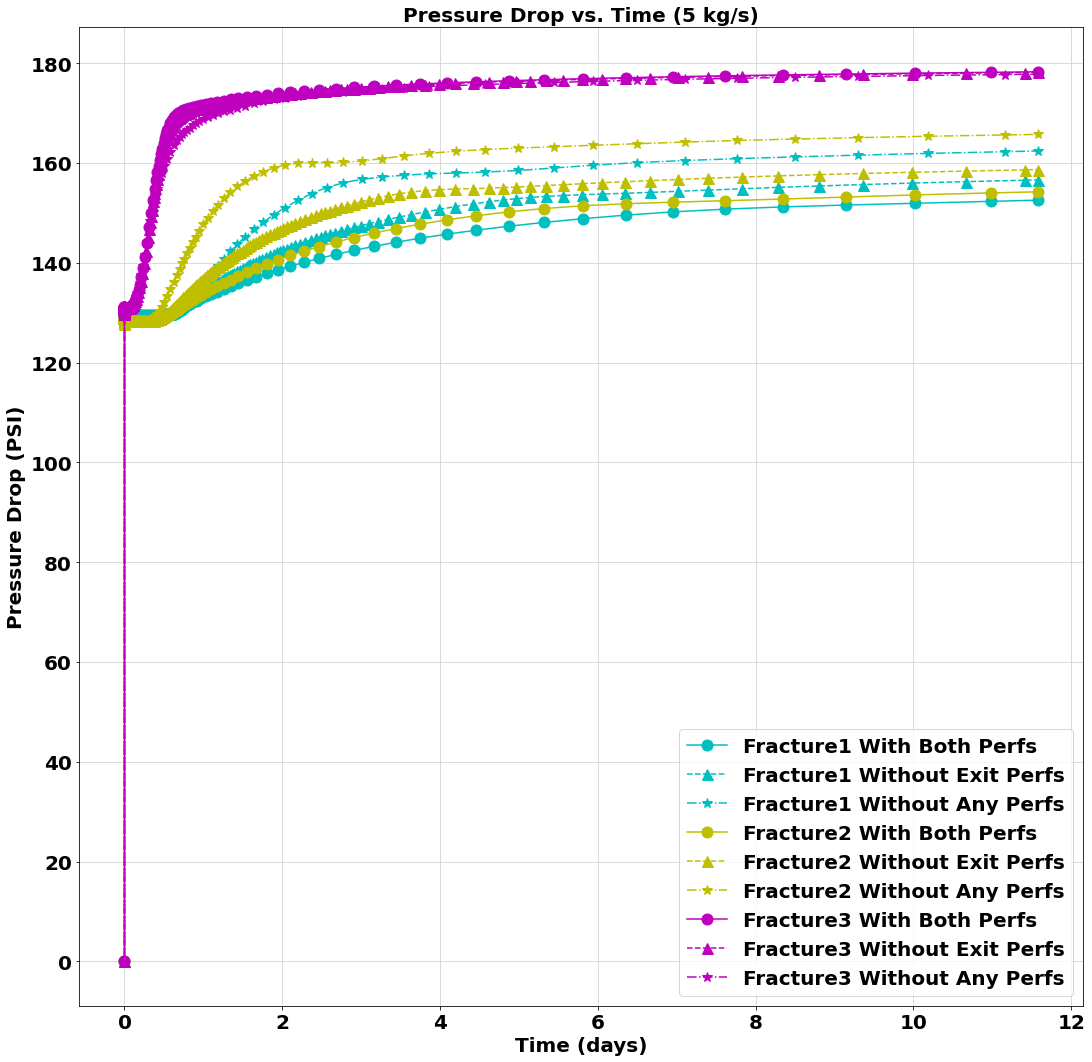 Pressure Drop vs. Time (5 kg/s)
Pressure Drop (PSI)
180
160
140
120
100
80
60
40
20
0
Fracture1 With Both Perfs
Fracture1 Without Exit Perfs
Fracture1 Without Any Perfs
Fracture2 With Both Perfs
Fracture2 Without Exit Perfs
Fracture2 Without Any Perfs
Fracture3 With Both Perfs
Fracture3 Without Exit Perfs
Fracture3 Without Any Perfs
0 2 4 6 8 10 12
Time (days)